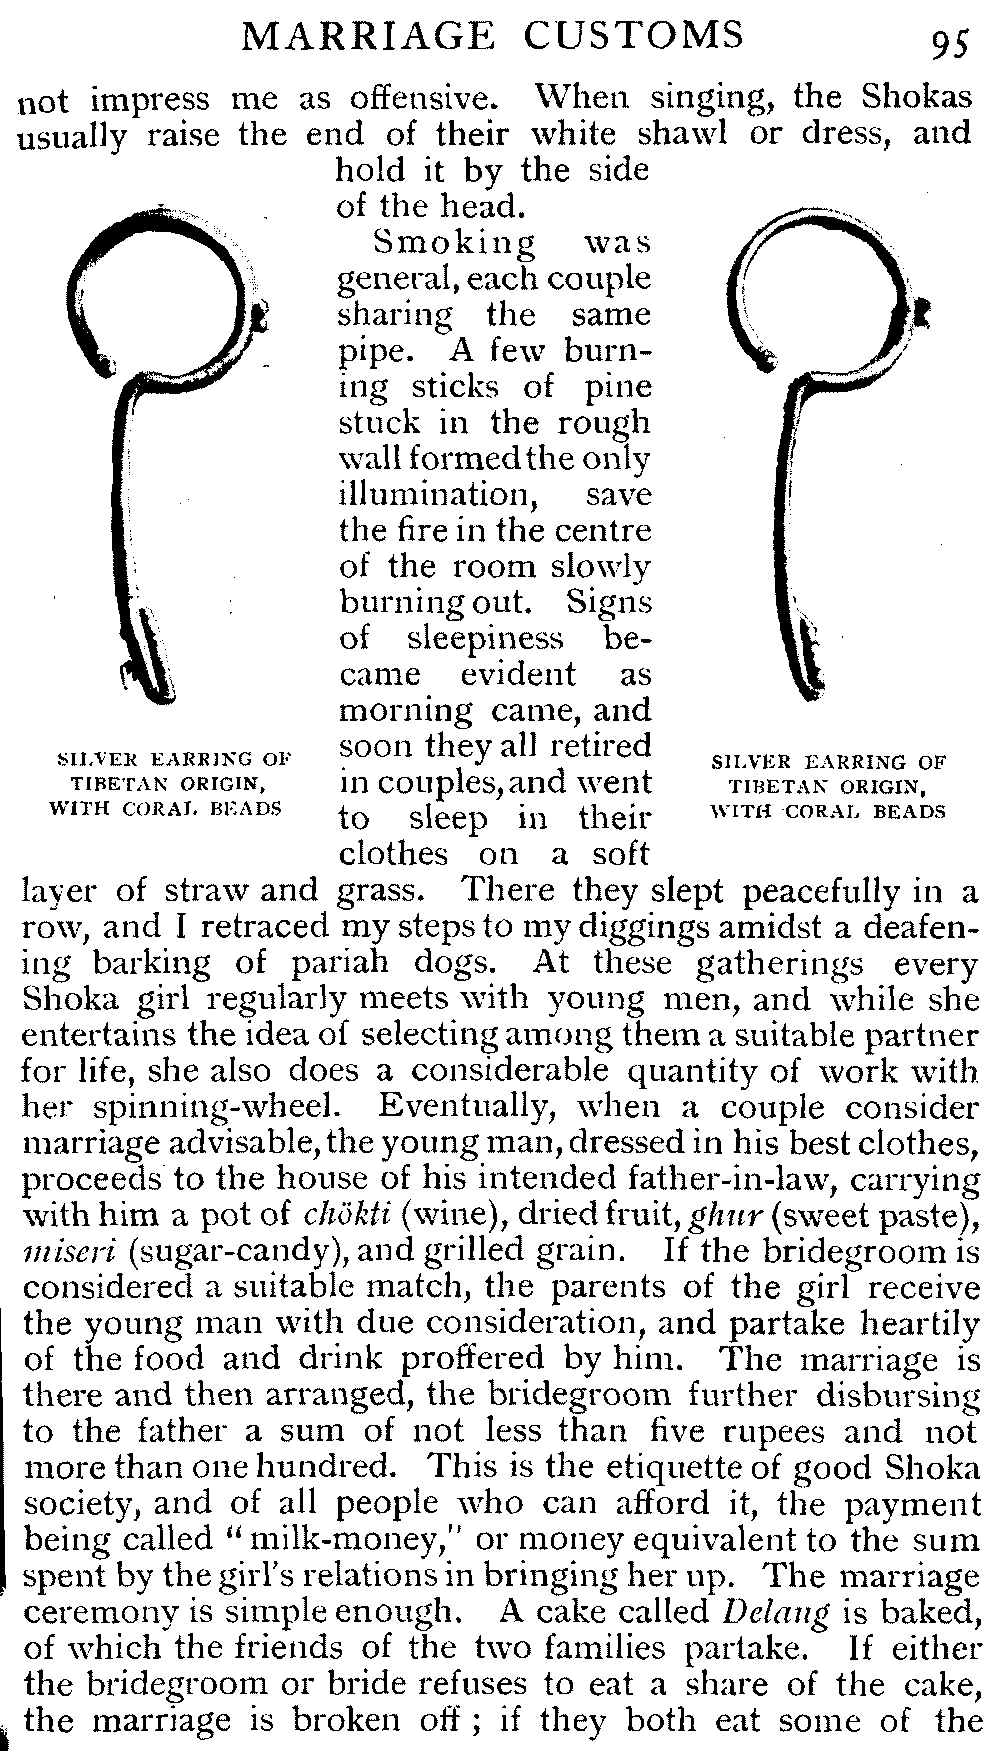 MARRIAGE CUSTOMS 95
not impress me as offensive. When singing, the Shokas
usually raise the end of their white shawl or dress, and
hold it by the side
of the head.
Smoking was
general, each couple
sharing the same
pipe. A few burn-
ing sticks of pine
stuck in the rough
wall formed the only
illumination, save
the fire in the centre
of the room slowly
burning out. Signs
of sleepiness be-
came evident as
morning came, and
soon they all retired
in couples, and went
to sleep in their
clothes on a soft
SILVER EARRING OF
TIBETAN ORIGIN,
WITH CORAL BEADS
SILVER EARRING OF
TIBETAN ORIGIN,
WITH CORAL BEADS
layer of straw and grass. There they slept peacefully in a
row, and I retraced my steps to my diggings amidst a deafen-
ing barking of pariah dogs. At these gatherings every
Shoka girl regularly meets with young men, and while she
entertains the idea of selecting among them a suitable partner
for life, she also does a considerable quantity of work with
her spinning-wheel. Eventually, when a couple consider
marriage advisable, the young man, dressed in his best clothes,
proceeds to the house of his intended father-in-law, carrying
with him a pot of chökti (wine), dried fruit, ghur (sweet paste),
miseri (sugar-candy), and grilled grain. If the bridegroom is
considered a suitable match, the parents of the girl receive
the young man with due consideration, and partake heartily
of the food and drink proffered by him. The marriage is
there and then arranged, the bridegroom further disbursing
to the father a sum of not less than five rupees and not
more than one hundred. This is the etiquette of good Shoka
society, and of all people who can afford it, the payment
being called "milk-money," or money equivalent to the sum
spent by the girl's relations in bringing her up. The marriage
ceremony is simple enough. A cake called Delang is baked,
of which the friends of the two families partake. If either
the bridegroom or bride refuses to eat a share of the cake,
the marriage is broken off ; if they both eat some of the